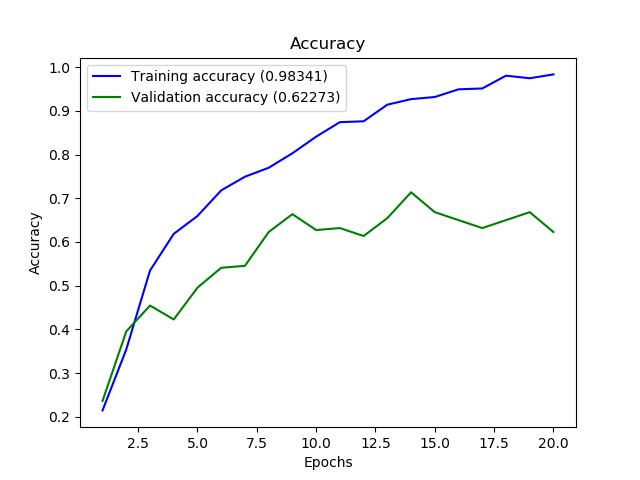 Accuracy
Training accuracy (0.98341)
Validation accuracy (0.62273)
1.0
0.9
0.8
0.7
0.6
0.5
0.4
0.3
0.2
Accuracy
2.5 5.0 7.5 10.0 12.5 15.0 17.5 20.0
Epochs